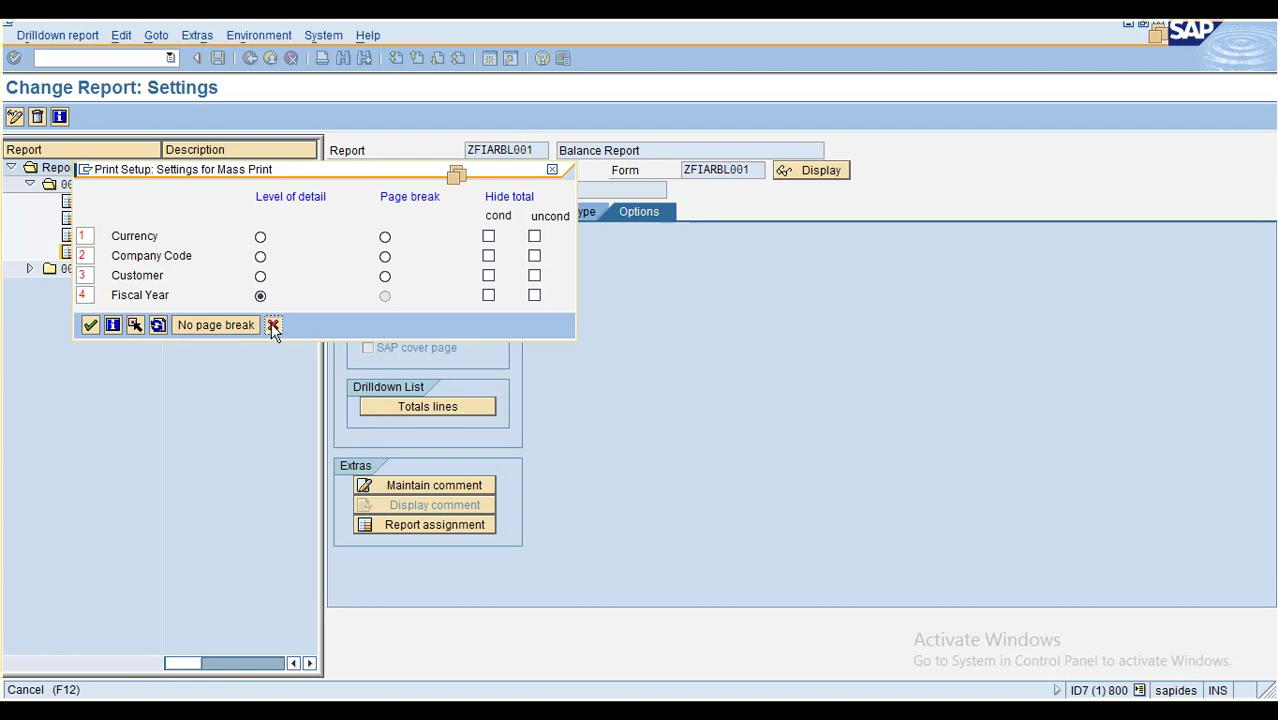 SAP
Drilldown report Edit Goto Extras Environment System Help
Change Report: Settings
Report Description
Report ZFIARBL001 Balance Report
Repo
Form ZFIARBL001 Display
Print Setup: Settings for Mass Print
Level of detail Page break Hide total
cond uncond
ype Options
1 Currency
2 Company Code
3 Customer
4 Fiscal Year
No page break
SAP cover page
Drilldown List
Totals lines
Extras
Maintain comment
Display comment
Report assignment
Activate Windows
Go to System in Control Panel to activate Windows.
Cancel (F12) ID7 (1) 800 sapides INS